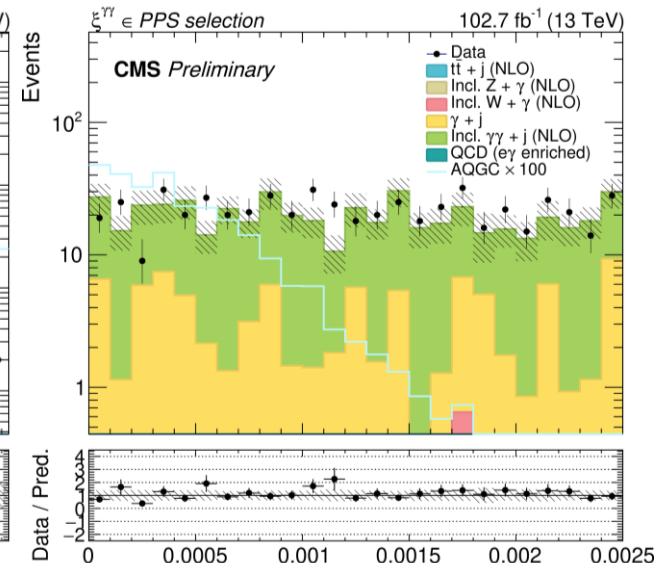 ξ^γγ ∈ PPS selection 102.7 fb⁻¹ (13 TeV)
Events
CMS Preliminary
Data
tt̄ + j (NLO)
Incl. Z + γ (NLO)
Incl. W + γ (NLO)
γ + j
Incl. γγ + j (NLO)
QCD (eγ enriched)
AQGC × 100
10²
10
1
Data / Pred.
4
3
2
1
0
−1
−2
0 0.0005 0.001 0.0015 0.002 0.0025